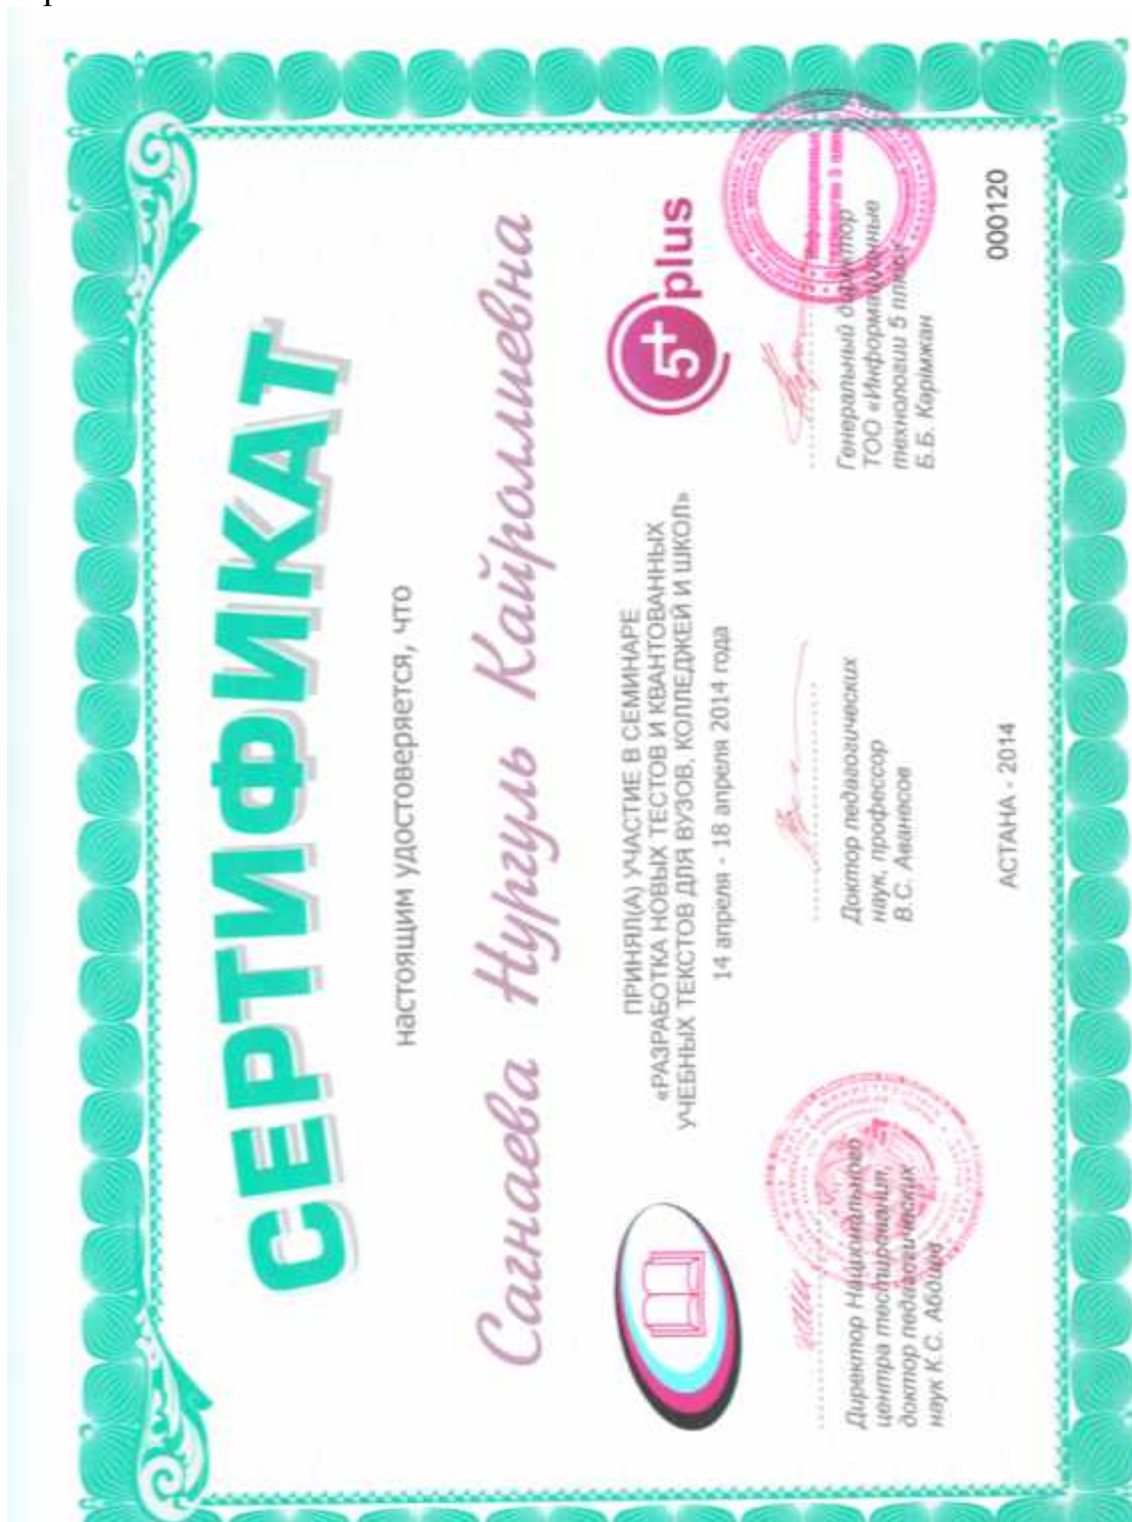 СЕРТИФИКАТ
настоящим удостоверяется, что
Сагнаева Нургуль Кайроллиевна
ПРИНЯЛ(А) УЧАСТИЕ В СЕМИНАРЕ
«РАЗРАБОТКА НОВЫХ ТЕСТОВ И КВАНТОВАННЫХ
УЧЕБНЫХ ТЕКСТОВ ДЛЯ ВУЗОВ, КОЛЛЕДЖЕЙ И ШКОЛ»
14 апреля - 18 апреля 2014 года
5+ plus
Директор Национального
центра тестирования,
доктор педагогических
наук К.С. Абдиев
Доктор педагогических
наук, профессор
В.С. Аванесов
Генеральный директор
ТОО «Информационные
технологии 5 плюс»
Б.Б. Кәрімжан
АСТАНА - 2014
000120